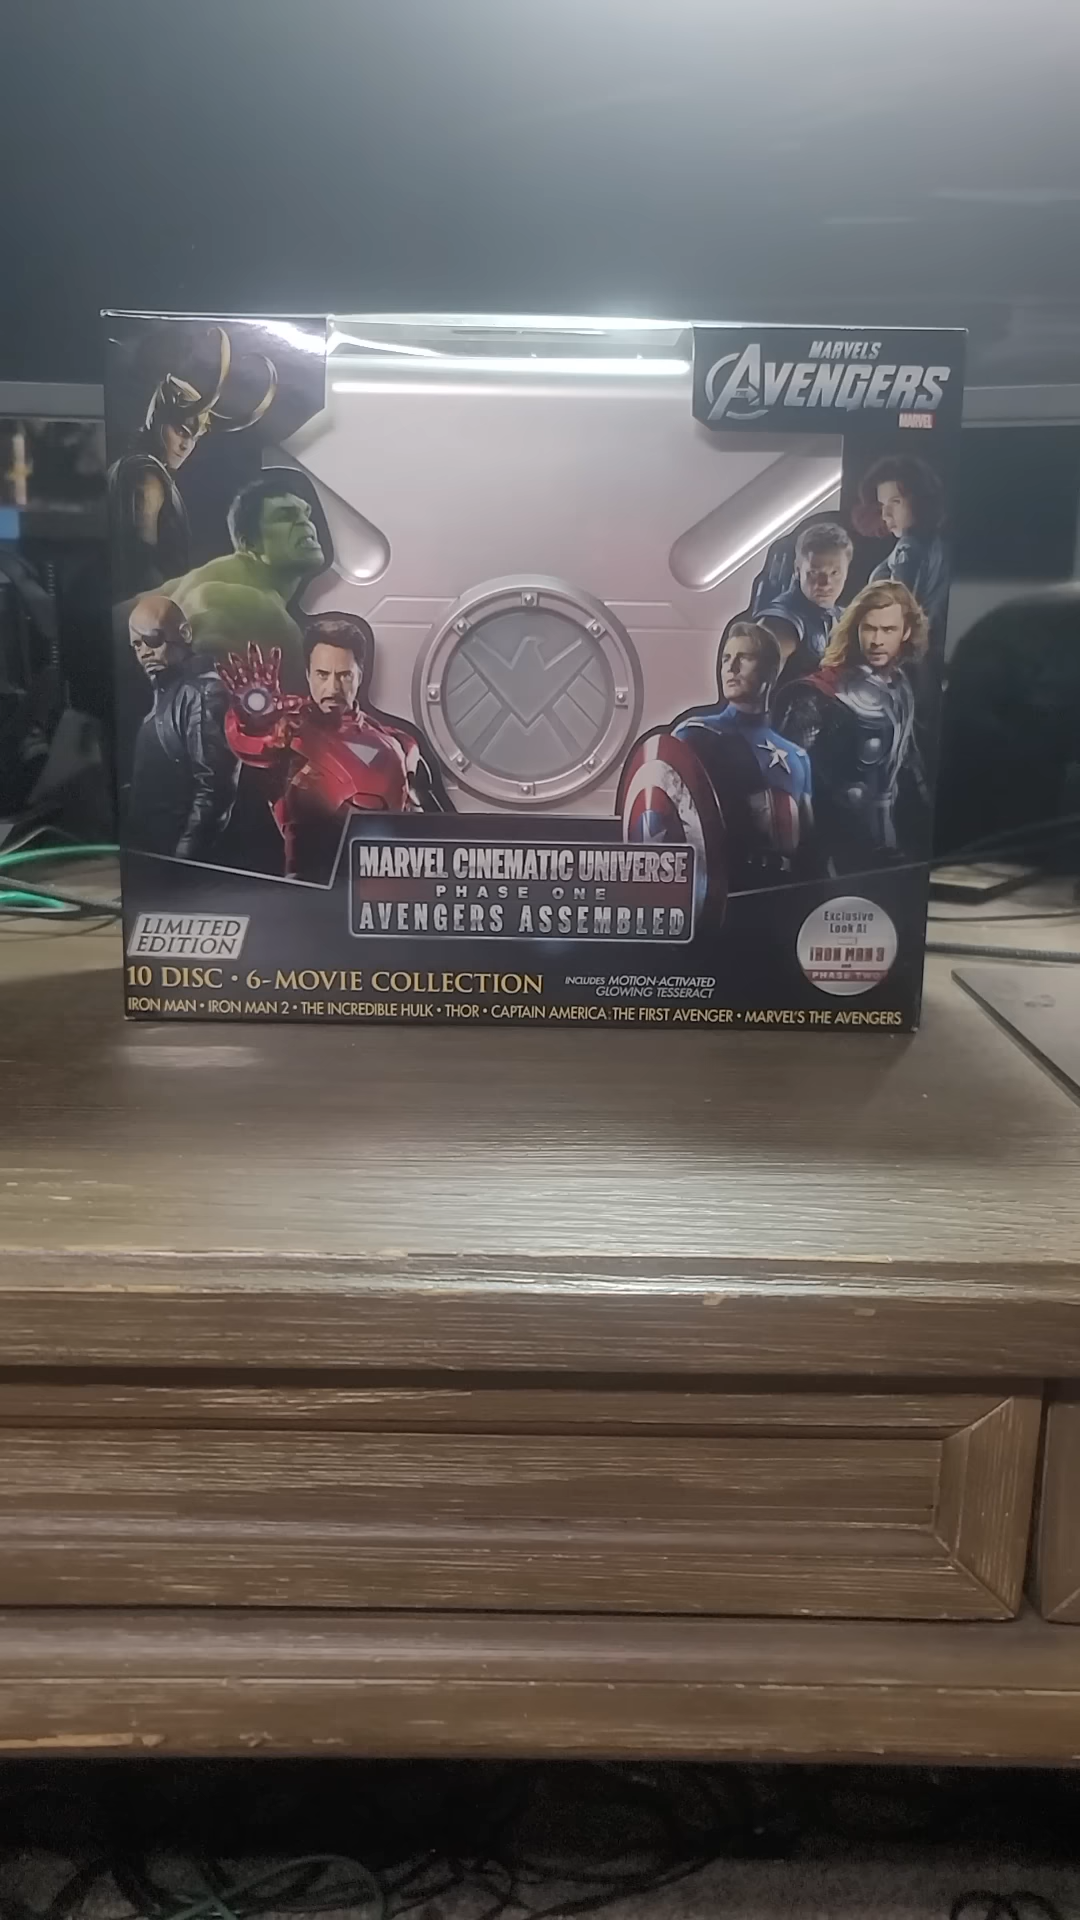 MARVELS
AVENGERS
MARVEL
MARVEL CINEMATIC UNIVERSE
PHASE ONE
AVENGERS ASSEMBLED
LIMITED
EDITION
Exclusive
Look At
IRON MAN 3
PHASE TWO
10 DISC • 6-MOVIE COLLECTION
INCLUDES MOTION-ACTIVATED
GLOWING TESSERACT
IRON MAN • IRON MAN 2 • THE INCREDIBLE HULK • THOR • CAPTAIN AMERICA: THE FIRST AVENGER • MARVEL'S THE AVENGERS